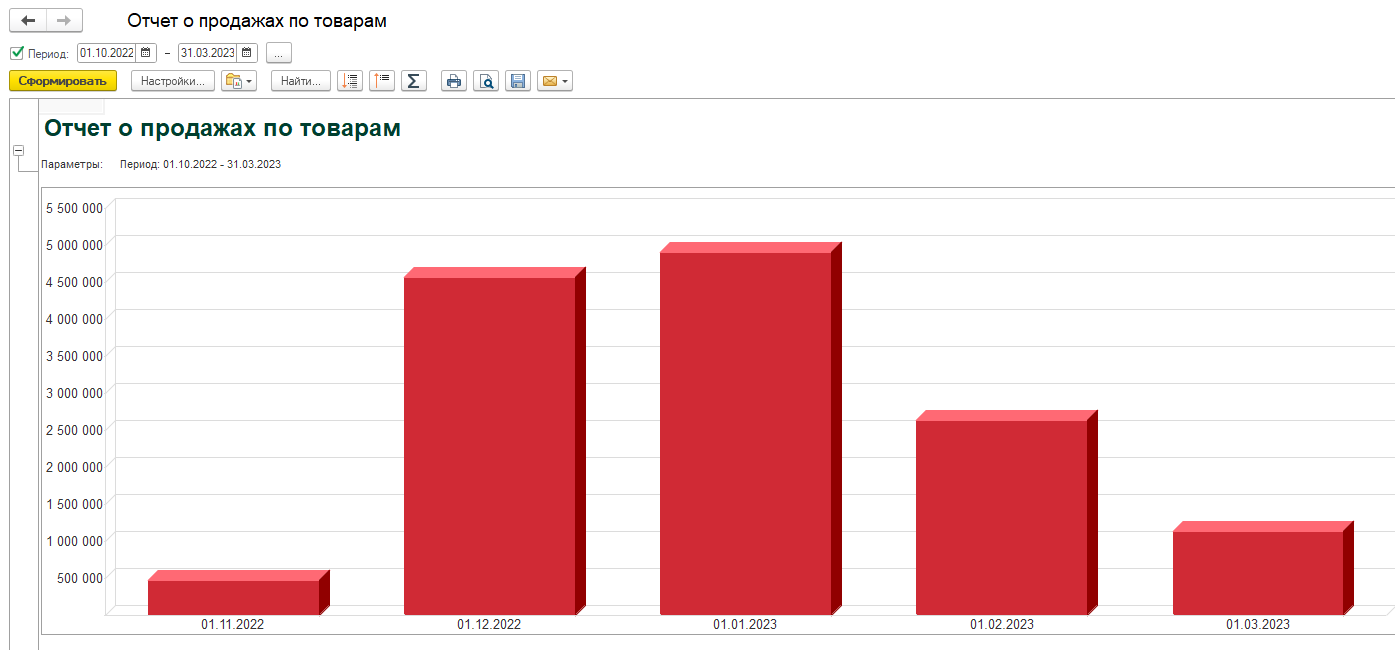 Отчет о продажах по товарам
Период: 01.10.2022 – 31.03.2023 ...
Сформировать Настройки... Найти...
Отчет о продажах по товарам
Параметры: Период: 01.10.2022 - 31.03.2023
5 500 000
5 000 000
4 500 000
4 000 000
3 500 000
3 000 000
2 500 000
2 000 000
1 500 000
1 000 000
500 000
01.11.2022 01.12.2022 01.01.2023 01.02.2023 01.03.2023